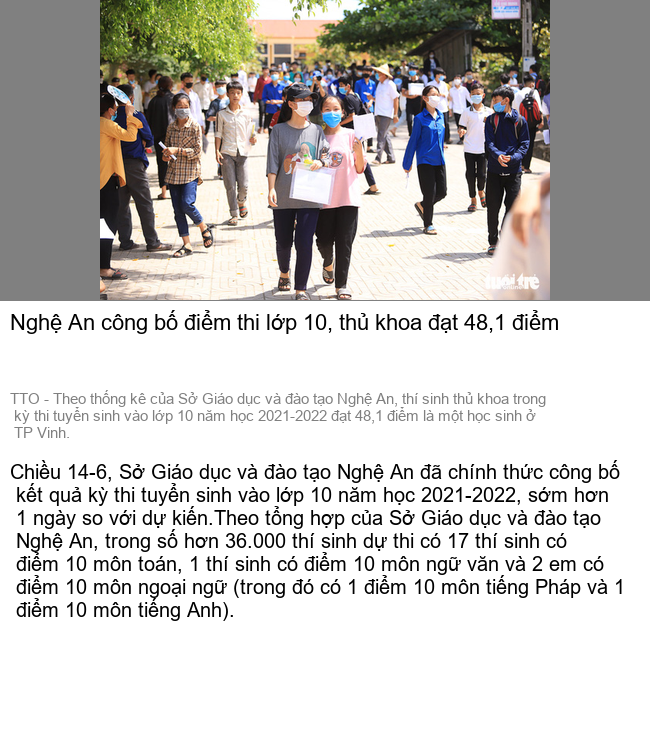 tuổi trẻ
Nghệ An công bố điểm thi lớp 10, thủ khoa đạt 48,1 điểm
TTO - Theo thống kê của Sở Giáo dục và đào tạo Nghệ An, thí sinh thủ khoa trong
kỳ thi tuyển sinh vào lớp 10 năm học 2021-2022 đạt 48,1 điểm là một học sinh ở
TP Vinh.
Chiều 14-6, Sở Giáo dục và đào tạo Nghệ An đã chính thức công bố
kết quả kỳ thi tuyển sinh vào lớp 10 năm học 2021-2022, sớm hơn
1 ngày so với dự kiến.Theo tổng hợp của Sở Giáo dục và đào tạo
Nghệ An, trong số hơn 36.000 thí sinh dự thi có 17 thí sinh có
điểm 10 môn toán, 1 thí sinh có điểm 10 môn ngữ văn và 2 em có
điểm 10 môn ngoại ngữ (trong đó có 1 điểm 10 môn tiếng Pháp và 1
điểm 10 môn tiếng Anh).